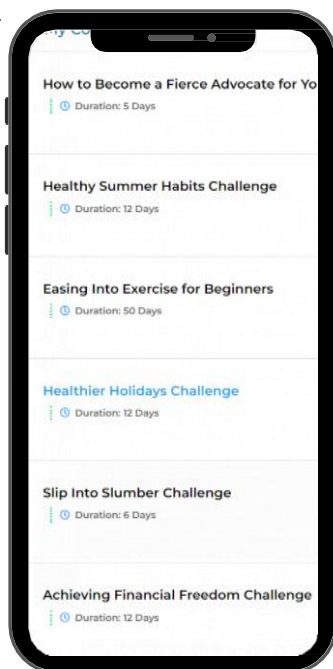 How to Become a Fierce Advocate for Yo
Duration: 5 Days
Healthy Summer Habits Challenge
Duration: 12 Days
Easing Into Exercise for Beginners
Duration: 50 Days
Healthier Holidays Challenge
Duration: 12 Days
Slip Into Slumber Challenge
Duration: 6 Days
Achieving Financial Freedom Challenge
Duration: 12 Days